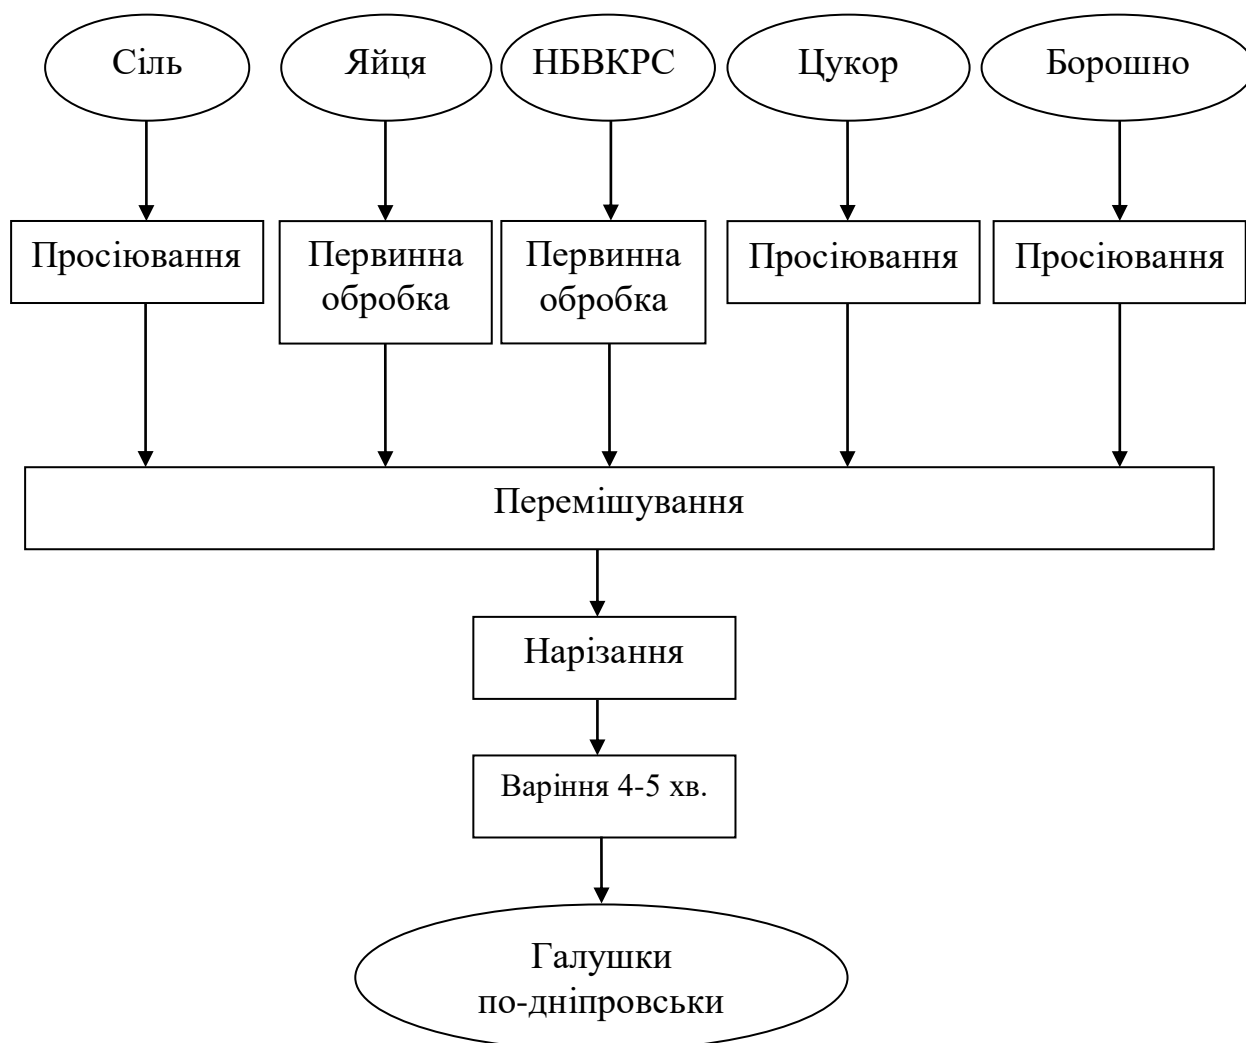 Сіль
Яйця
НБВКРС
Цукор
Борошно
Просіювання
Первинна
обробка
Первинна
обробка
Просіювання
Просіювання
Перемішування
Нарізання
Варіння 4-5 хв.
Галушки
по-дніпровськи